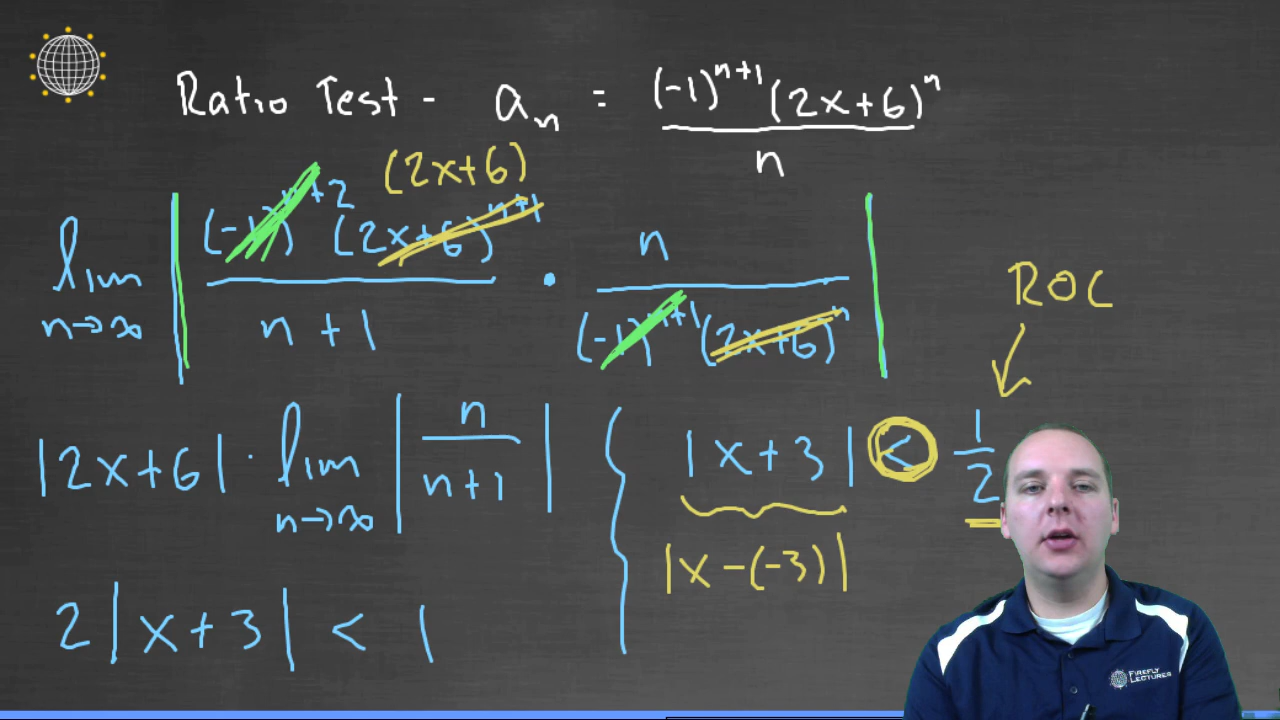 Ratio Test - aₙ = (-1)ⁿ⁺¹(2x+6)ⁿ / n
(2x+6)
lim n→∞ | (-1)ⁿ⁺² (2x+6)ⁿ⁺¹ / n+1 · n / (-1)ⁿ⁺¹(2x+6)ⁿ |
ROC
|2x+6| · lim n→∞ | n / n+1 |
|x+3| < 1/2
|x-(-3)|
2|x+3| < 1
FIREFLY
LECTURES